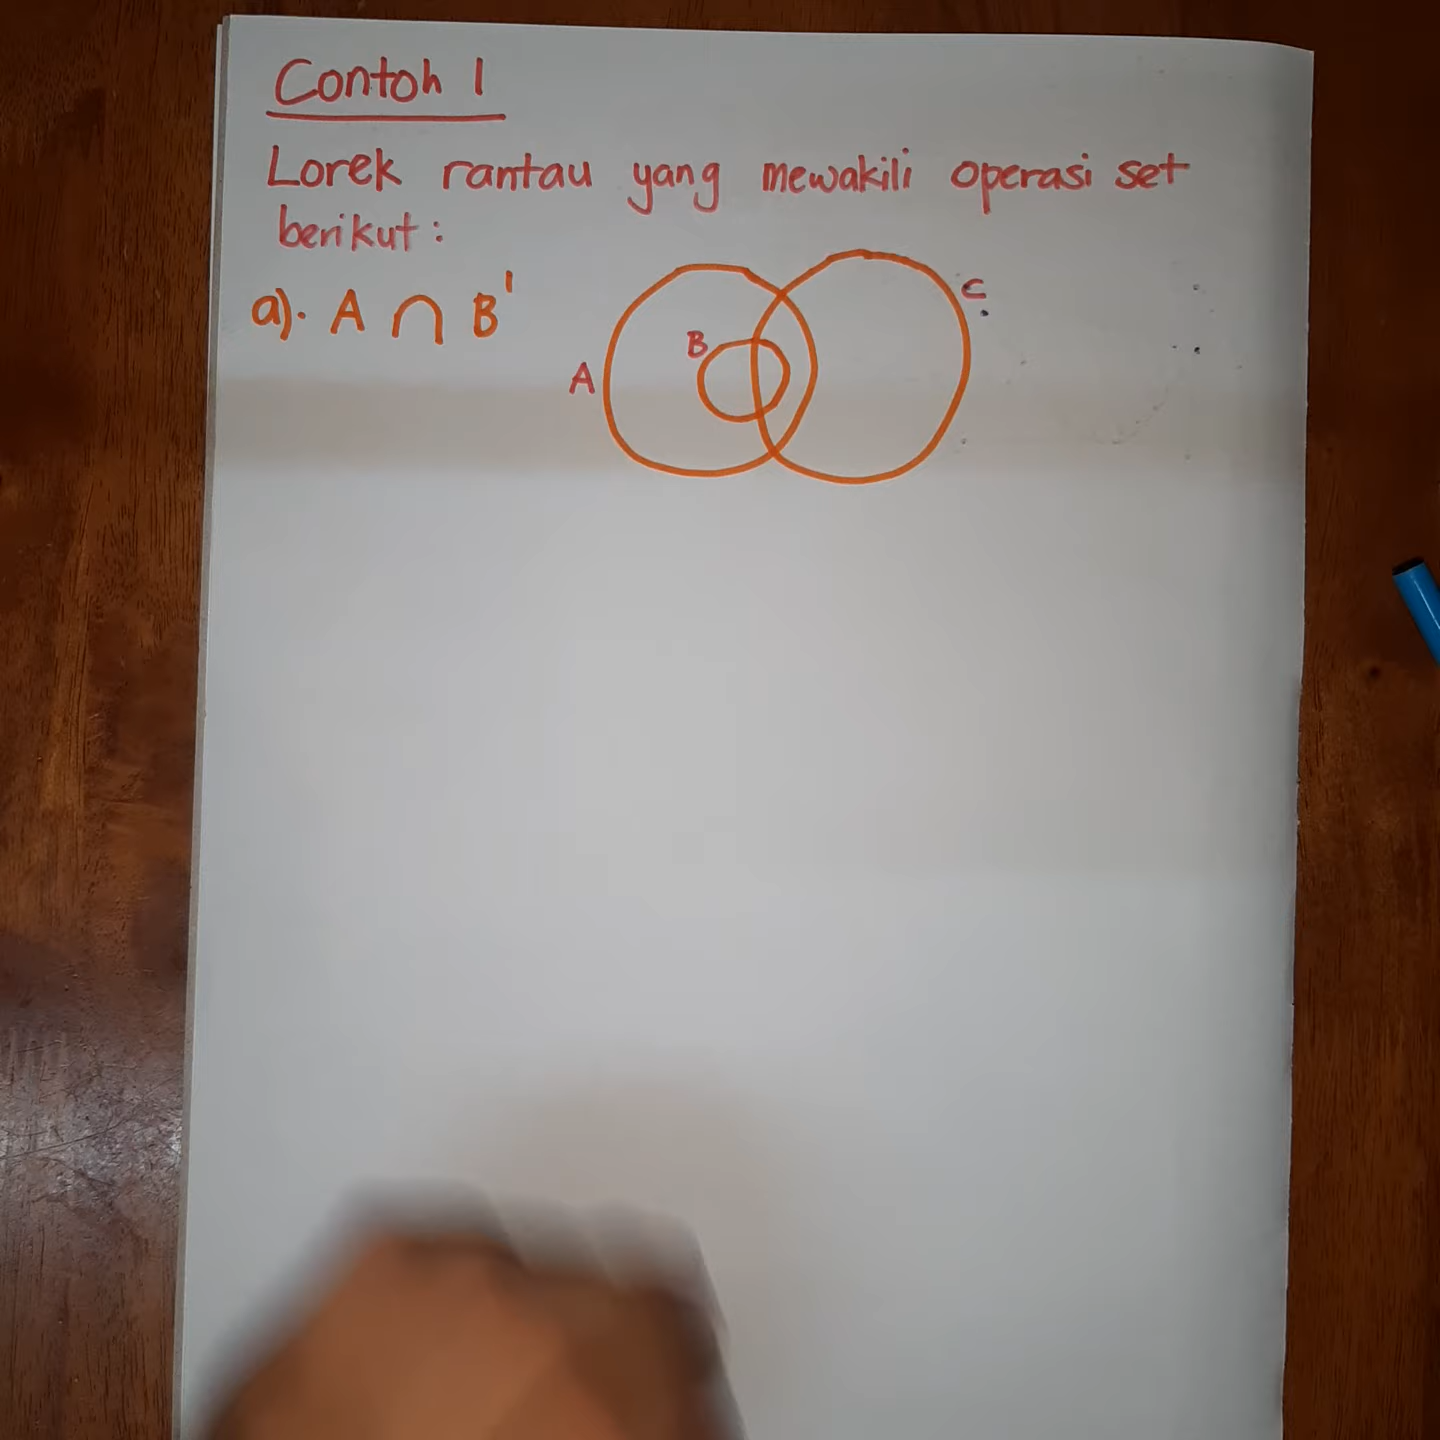 Contoh 1
Lorek rantau yang mewakili operasi set
berikut :
a). A ∩ B'
A
B
C